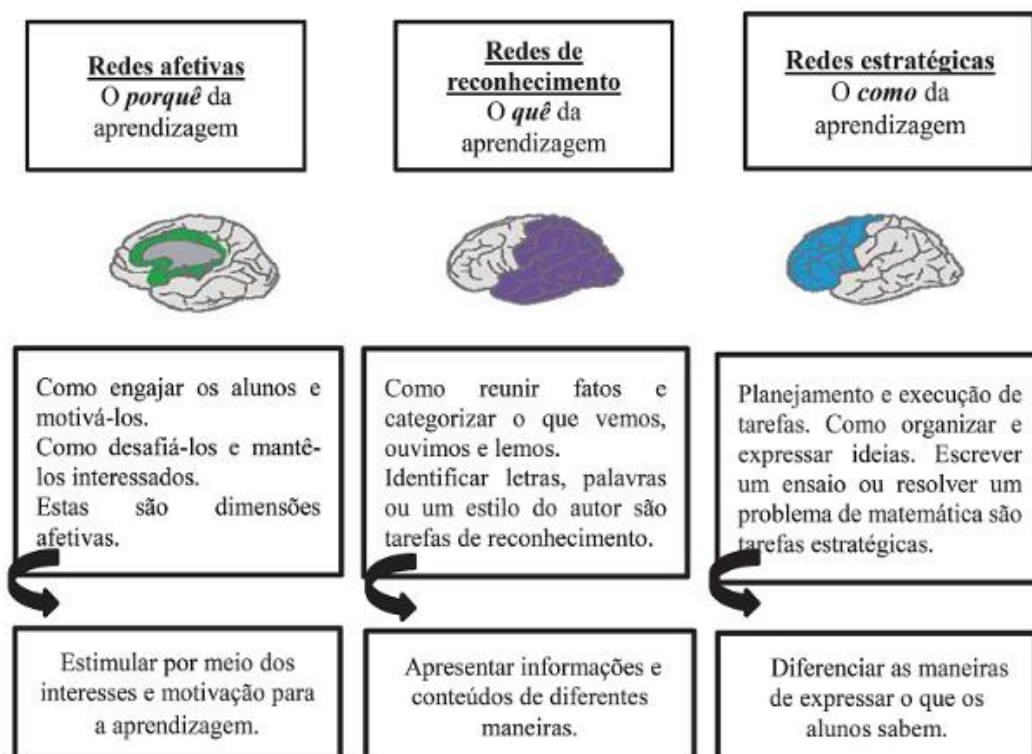 Redes afetivas
O porquê da
aprendizagem
Redes de
reconhecimento
O quê da
aprendizagem
Redes estratégicas
O como da
aprendizagem
Como engajar os alunos e
motivá-los.
Como desafiá-los e mantê-
los interessados.
Estas são dimensões
afetivas.
Como reunir fatos e
categorizar o que vemos,
ouvimos e lemos.
Identificar letras, palavras
ou um estilo do autor são
tarefas de reconhecimento.
Planejamento e execução de
tarefas. Como organizar e
expressar ideias. Escrever
um ensaio ou resolver um
problema de matemática são
tarefas estratégicas.
Estimular por meio dos
interesses e motivação para
a aprendizagem.
Apresentar informações e
conteúdos de diferentes
maneiras.
Diferenciar as maneiras
de expressar o que os
alunos sabem.